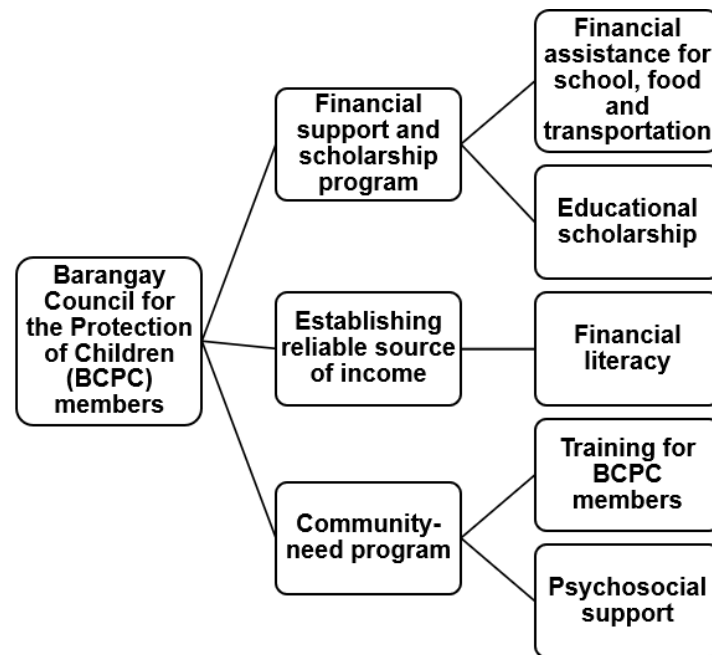 Barangay
Council for
the Protection
of Children
(BCPC)
members
Financial
support and
scholarship
program
Financial
assistance for
school, food
and
transportation
Educational
scholarship
Establishing
reliable source
of income
Financial
literacy
Community-
need program
Training for
BCPC
members
Psychosocial
support